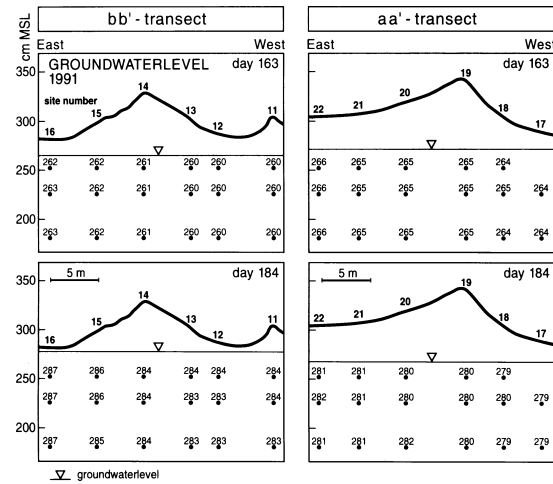 bb' - transect
aa' - transect
cm MSL
East West
East West
GROUNDWATERLEVEL day 163
1991
site number
350
300
250
200
16 15 14 13 12 11
262 262 261 260 260 260
263 262 261 260 260 260
262 262 261 260 260 260
day 163
22 21 20 19 18 17
266 265 265 265 264
266 265 265 265 264 264
266 265 265 265 264 264
5 m day 184
350
300
250
200
16 15 14 13 12 11
287 286 284 284 284 284
287 286 284 284 283 284
287 285 284 283 283 283
5 m day 184
22 21 20 19 18 17
281 281 280 280 279
282 281 280 280 279 279
281 281 282 280 279 279
groundwaterlevel